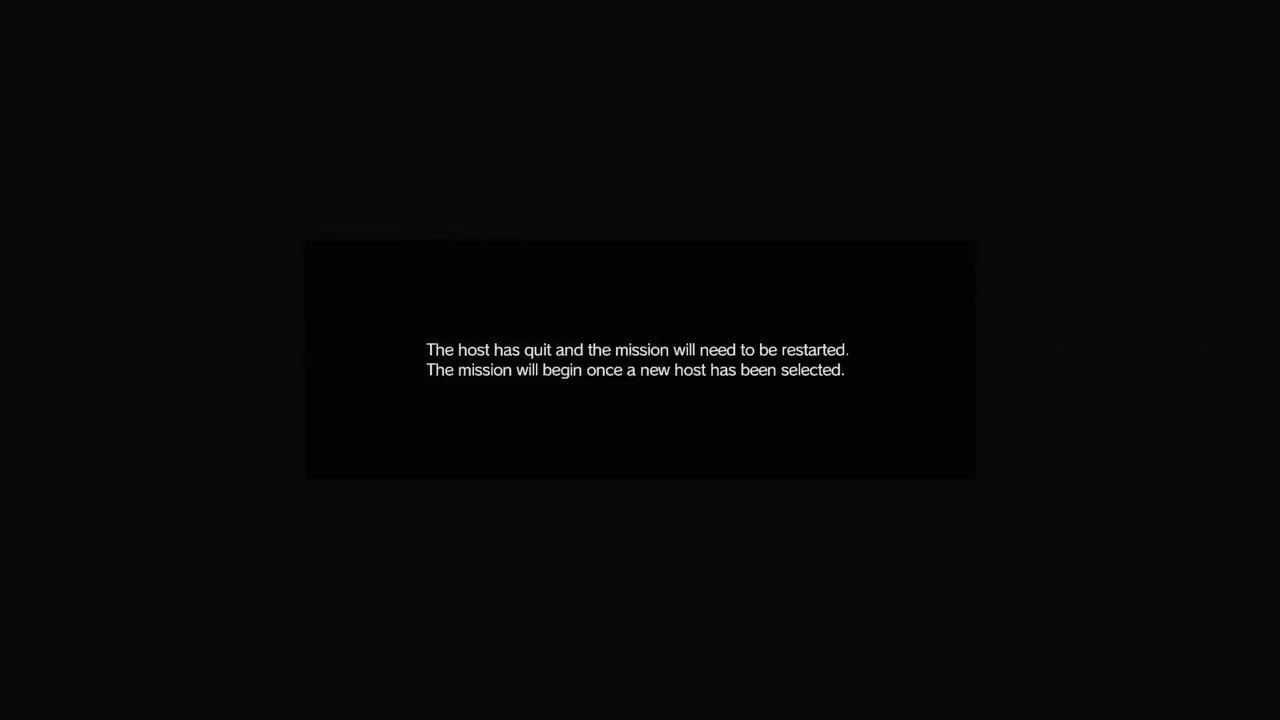 The host has quit and the mission will need to be restarted.
The mission will begin once a new host has been selected.